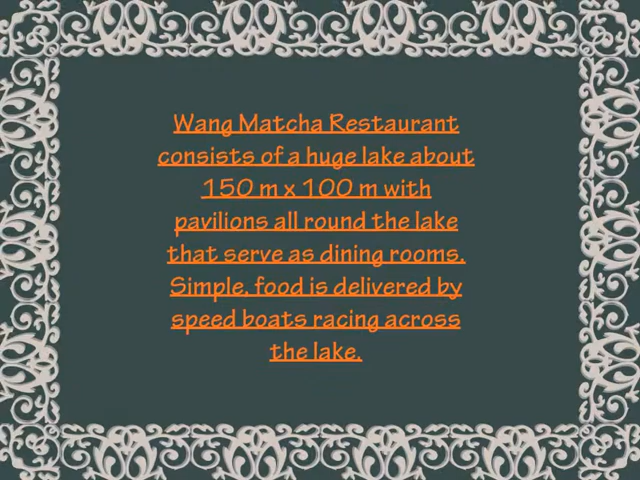 Wang Matcha Restaurant
consists of a huge lake about
150 m x 100 m with
pavilions all round the lake
that serve as dining rooms.
Simple, food is delivered by
speed boats racing across
the lake.